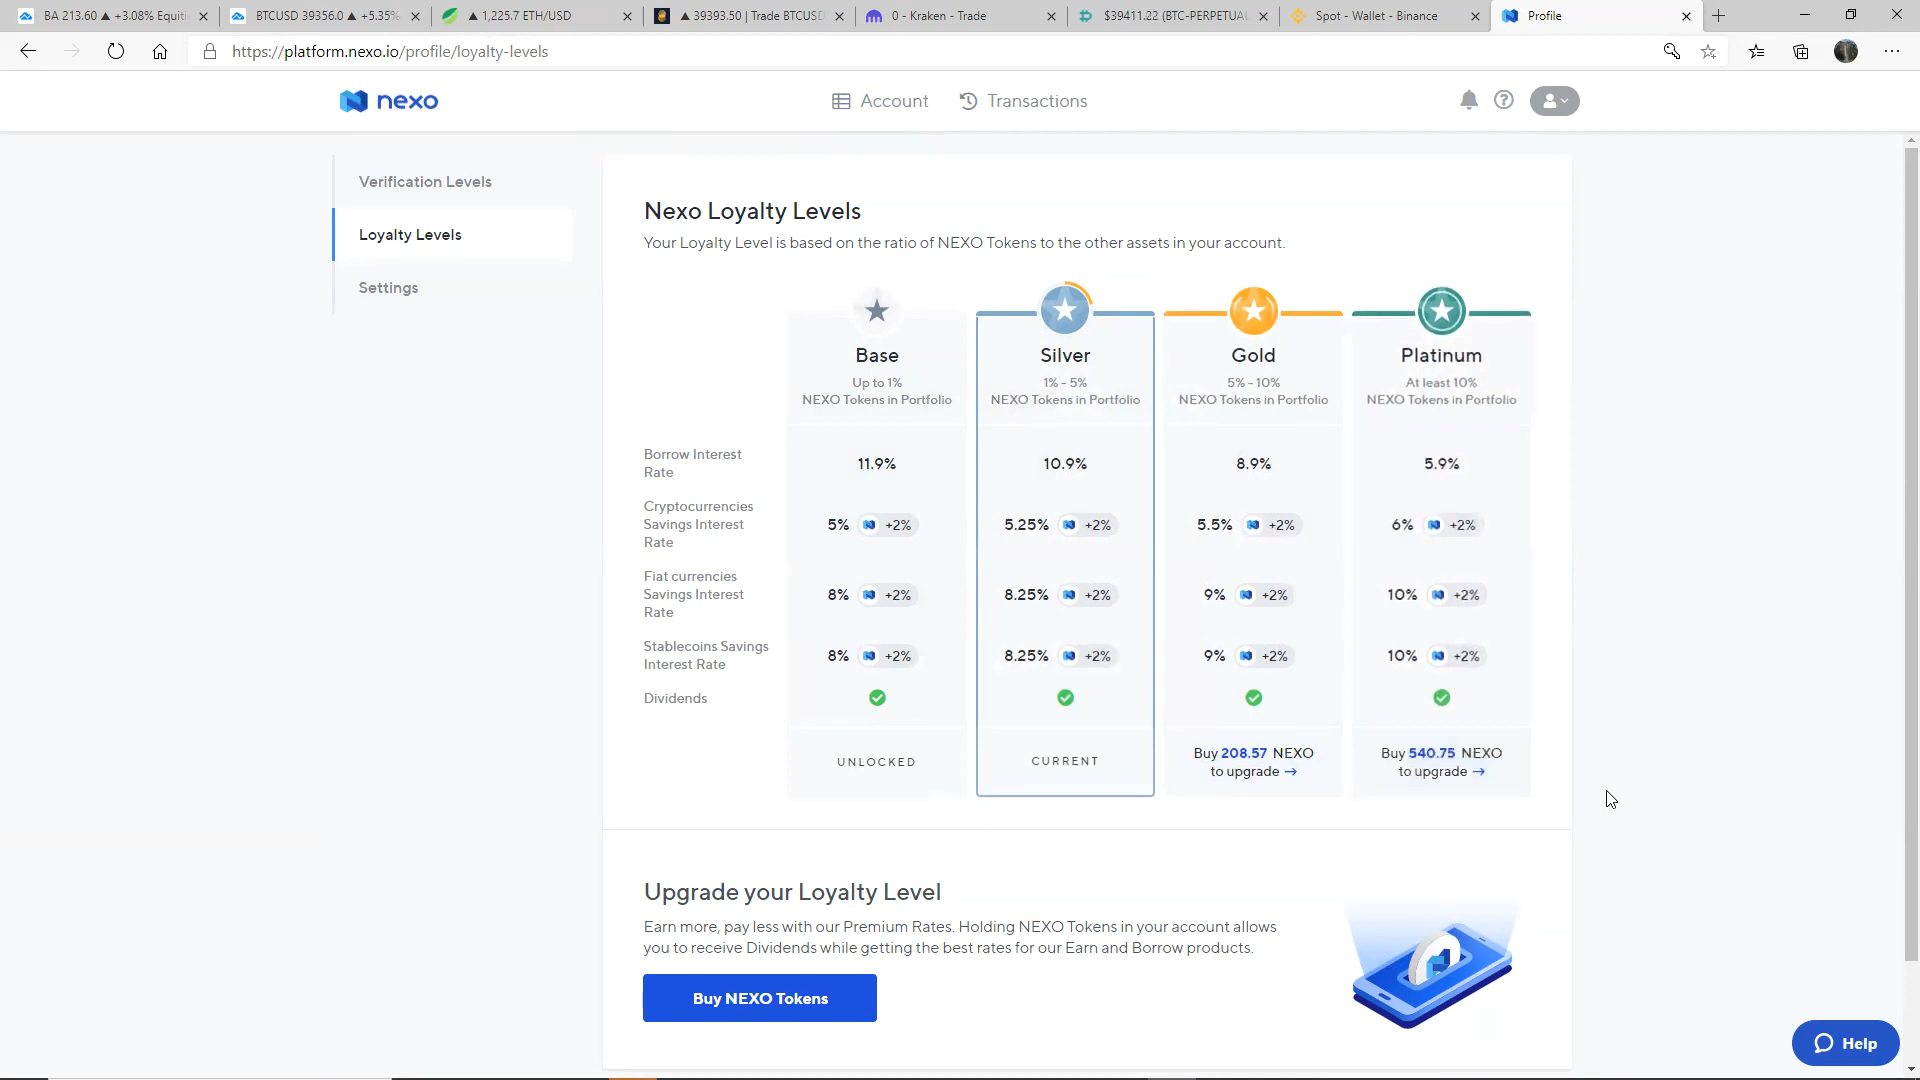 BA 213.60 ▲ +3.08% Equiti
BTCUSD 39356.0 ▲ +5.35%
▲ 1,225.7 ETH/USD
▲ 39393.50 | Trade BTCUSD
0 - Kraken - Trade
$39411.22 (BTC-PERPETUAL
Spot - Wallet - Binance
Profile
https://platform.nexo.io/profile/loyalty-levels
nexo
Account
Transactions
Verification Levels
Loyalty Levels
Settings
Nexo Loyalty Levels
Your Loyalty Level is based on the ratio of NEXO Tokens to the other assets in your account.
Base
Silver
Gold
Platinum
Up to 1%
1% - 5%
5% - 10%
At least 10%
NEXO Tokens in Portfolio
NEXO Tokens in Portfolio
NEXO Tokens in Portfolio
NEXO Tokens in Portfolio
Borrow Interest
Rate
11.9%
10.9%
8.9%
5.9%
Cryptocurrencies
Savings Interest
Rate
5% +2%
5.25% +2%
5.5% +2%
6% +2%
Fiat currencies
Savings Interest
Rate
8% +2%
8.25% +2%
9% +2%
10% +2%
Stablecoins Savings
Interest Rate
8% +2%
8.25% +2%
9% +2%
10% +2%
Dividends
UNLOCKED
CURRENT
Buy 208.57 NEXO
to upgrade →
Buy 540.75 NEXO
to upgrade →
Upgrade your Loyalty Level
Earn more, pay less with our Premium Rates. Holding NEXO Tokens in your account allows
you to receive Dividends while getting the best rates for our Earn and Borrow products.
Buy NEXO Tokens
Help